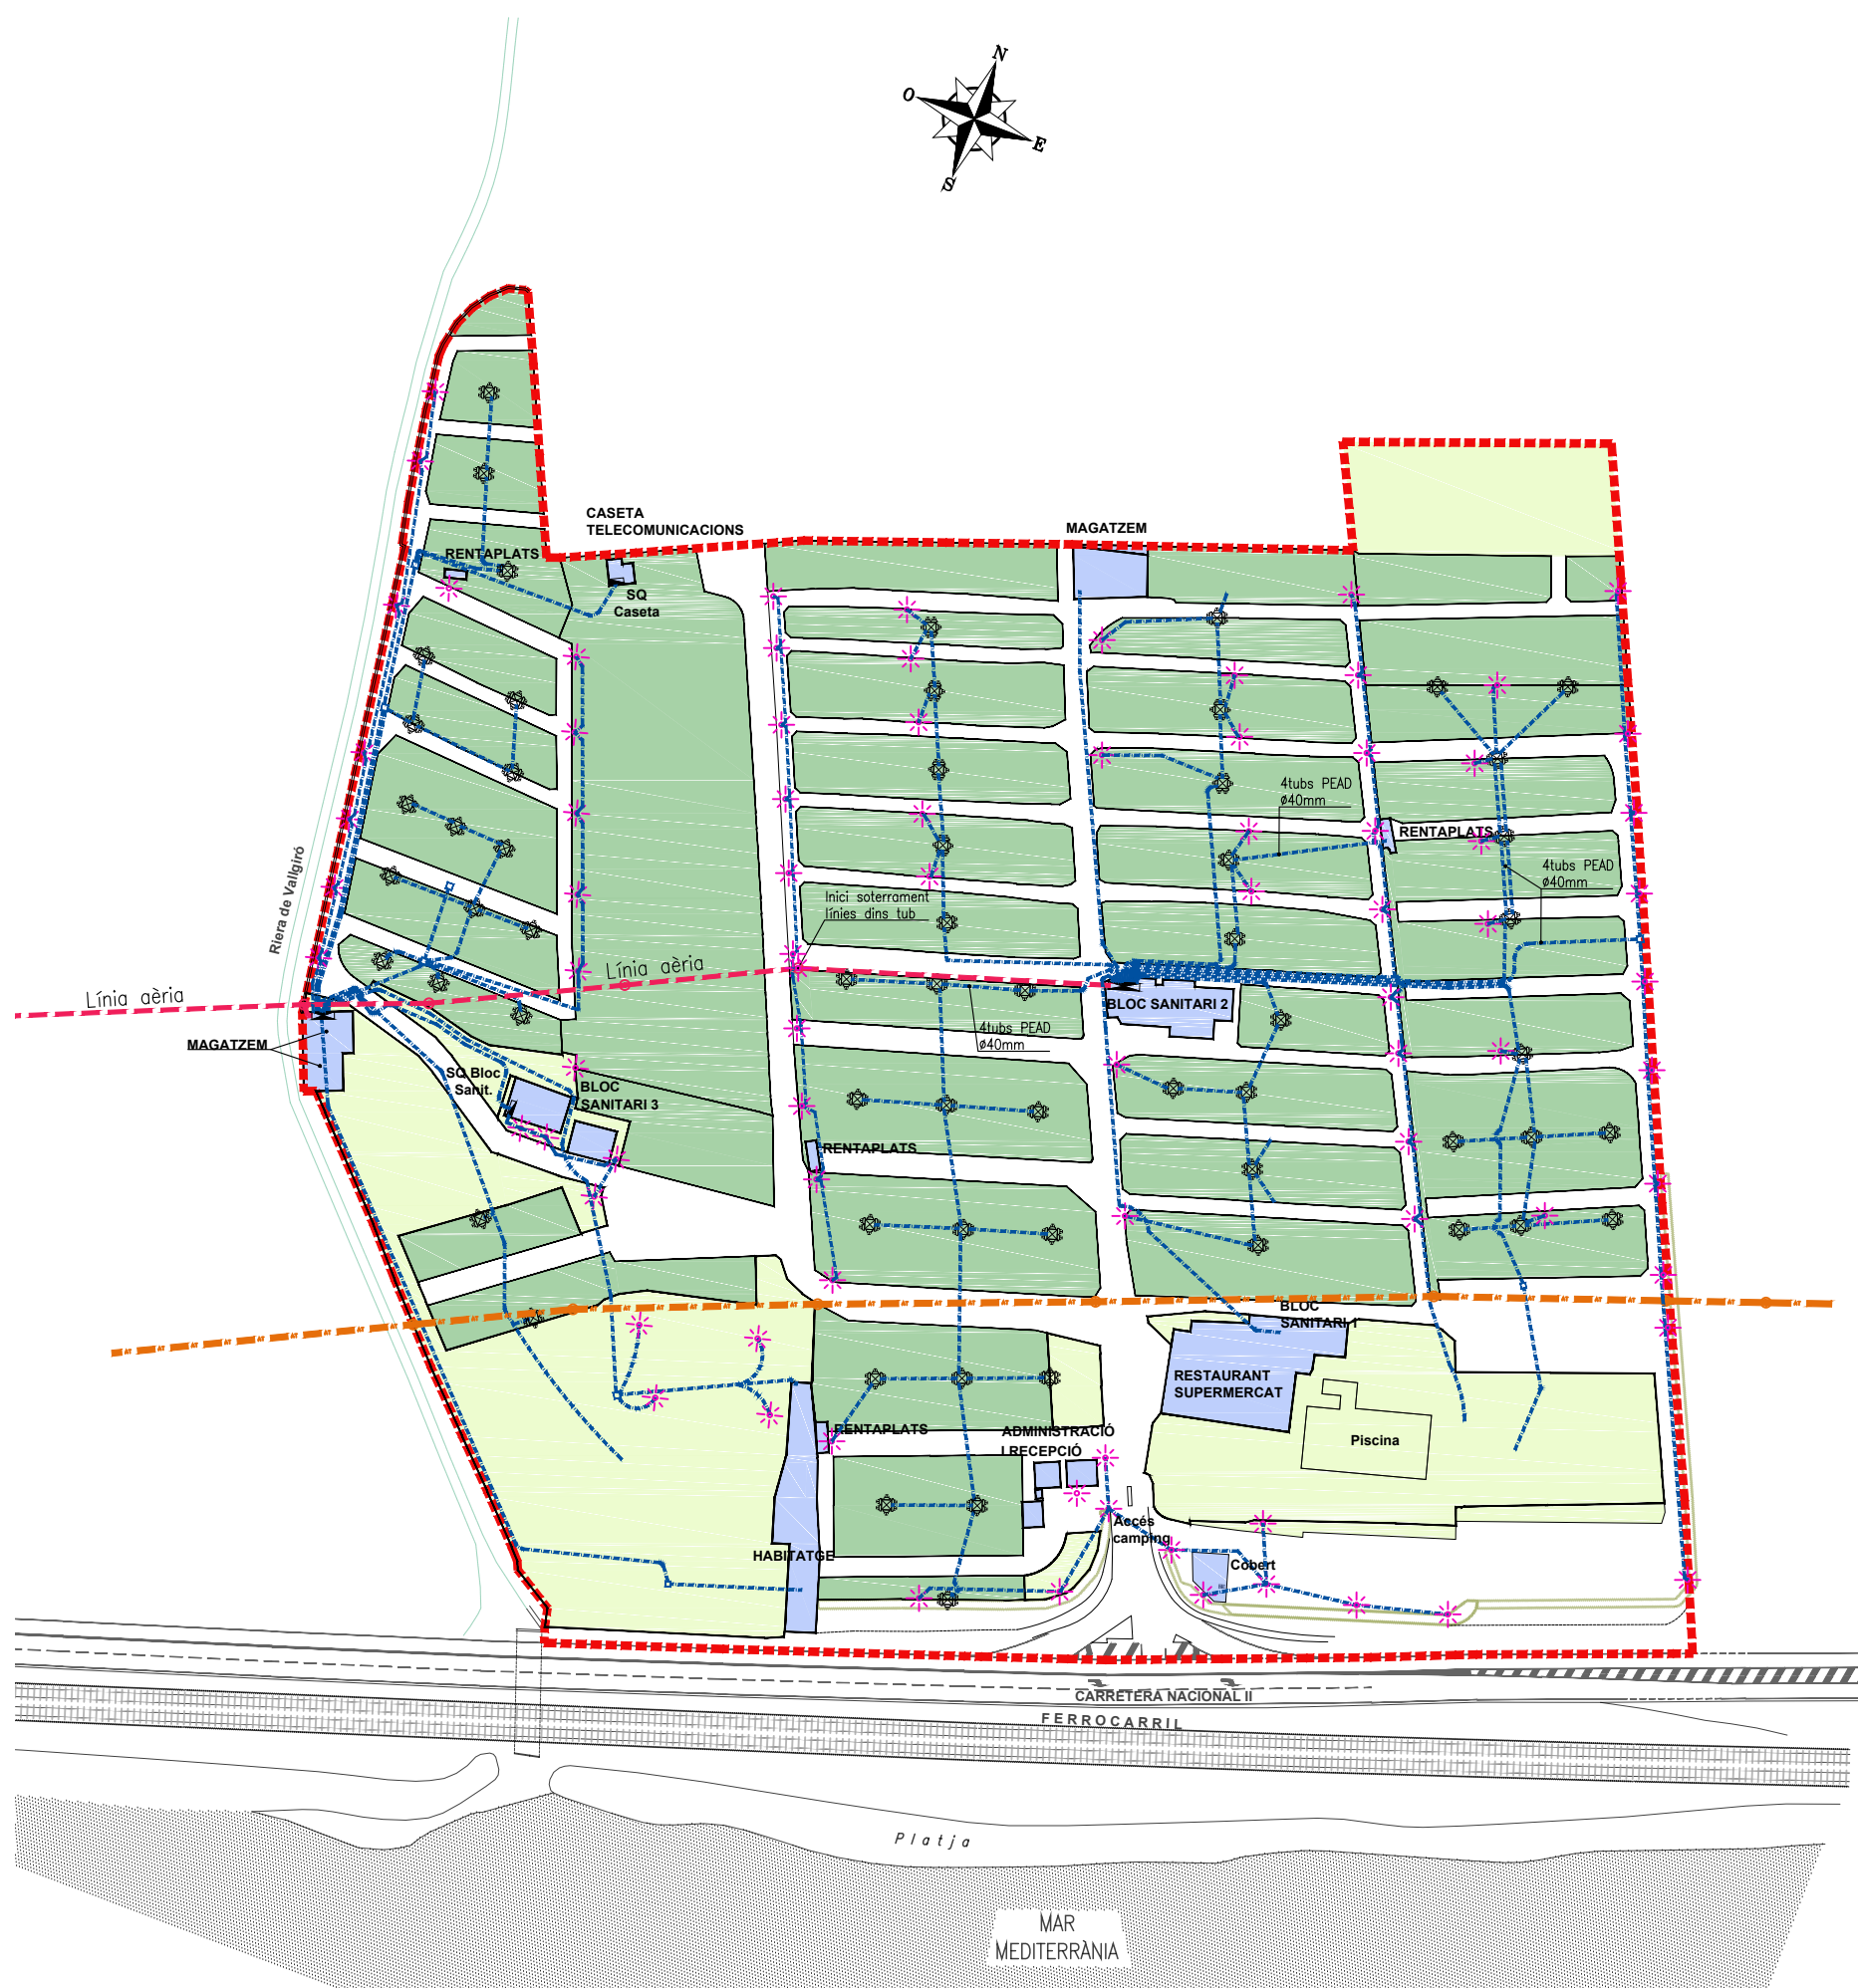 N
O
E
S
CASETA
TELECOMUNICACIONS
MAGATZEM
RENTAPLATS
SQ
Caseta
4tubs PEAD
ø40mm
RENTAPLATS
4tubs PEAD
ø40mm
Riera de Vallgiró
Inici soterrament
línies dins tub
Línia aèria
Línia aèria
BLOC SANITARI 2
4tubs PEAD
ø40mm
MAGATZEM
SQ Bloc
Sanit.
BLOC
SANITARI 3
RENTAPLATS
BLOC
SANITARI 1
RESTAURANT
SUPERMERCAT
RENTAPLATS
ADMINISTRACIÓ
I RECEPCIÓ
Piscina
Accés
camping
HABITATGE
Cobert
CARRETERA NACIONAL II
FERROCARRIL
Platja
MAR
MEDITERRÀNIA